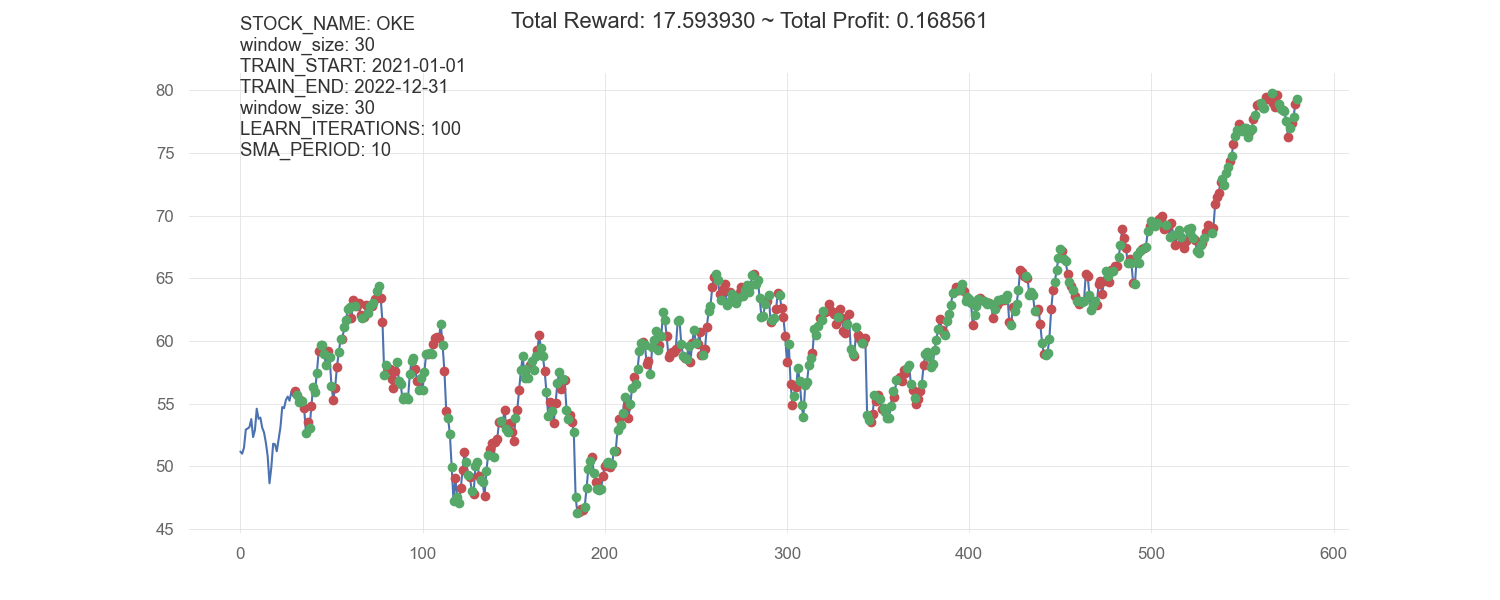 Total Reward: 17.593930 ~ Total Profit: 0.168561
STOCK_NAME: OKE
window_size: 30
TRAIN_START: 2021-01-01
TRAIN_END: 2022-12-31
window_size: 30
LEARN_ITERATIONS: 100
SMA_PERIOD: 10
80
75
70
65
60
55
50
45
0 100 200 300 400 500 600